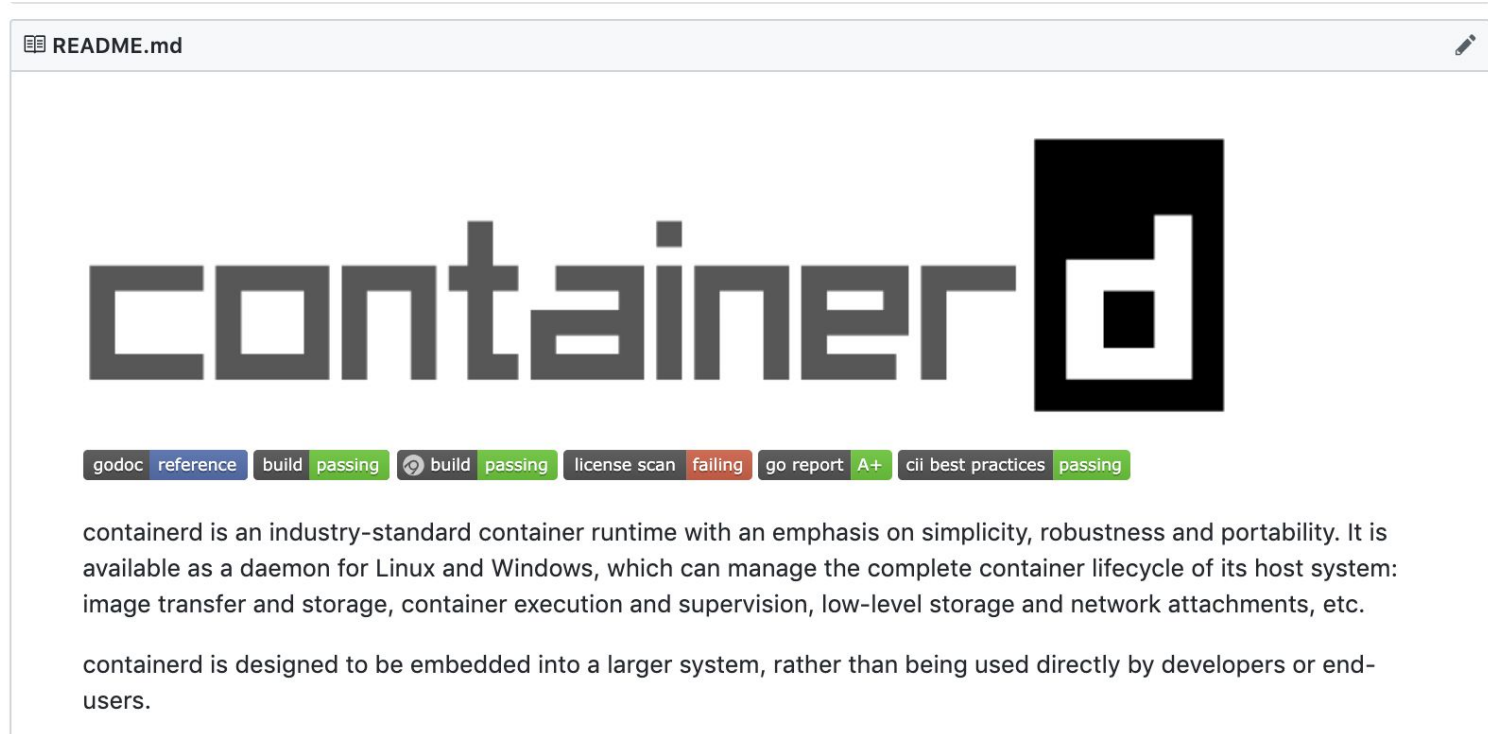 README.md
containerd
godoc reference build passing build passing license scan failing go report A+ cii best practices passing
containerd is an industry-standard container runtime with an emphasis on simplicity, robustness and portability. It is
available as a daemon for Linux and Windows, which can manage the complete container lifecycle of its host system:
image transfer and storage, container execution and supervision, low-level storage and network attachments, etc.
containerd is designed to be embedded into a larger system, rather than being used directly by developers or end-
users.